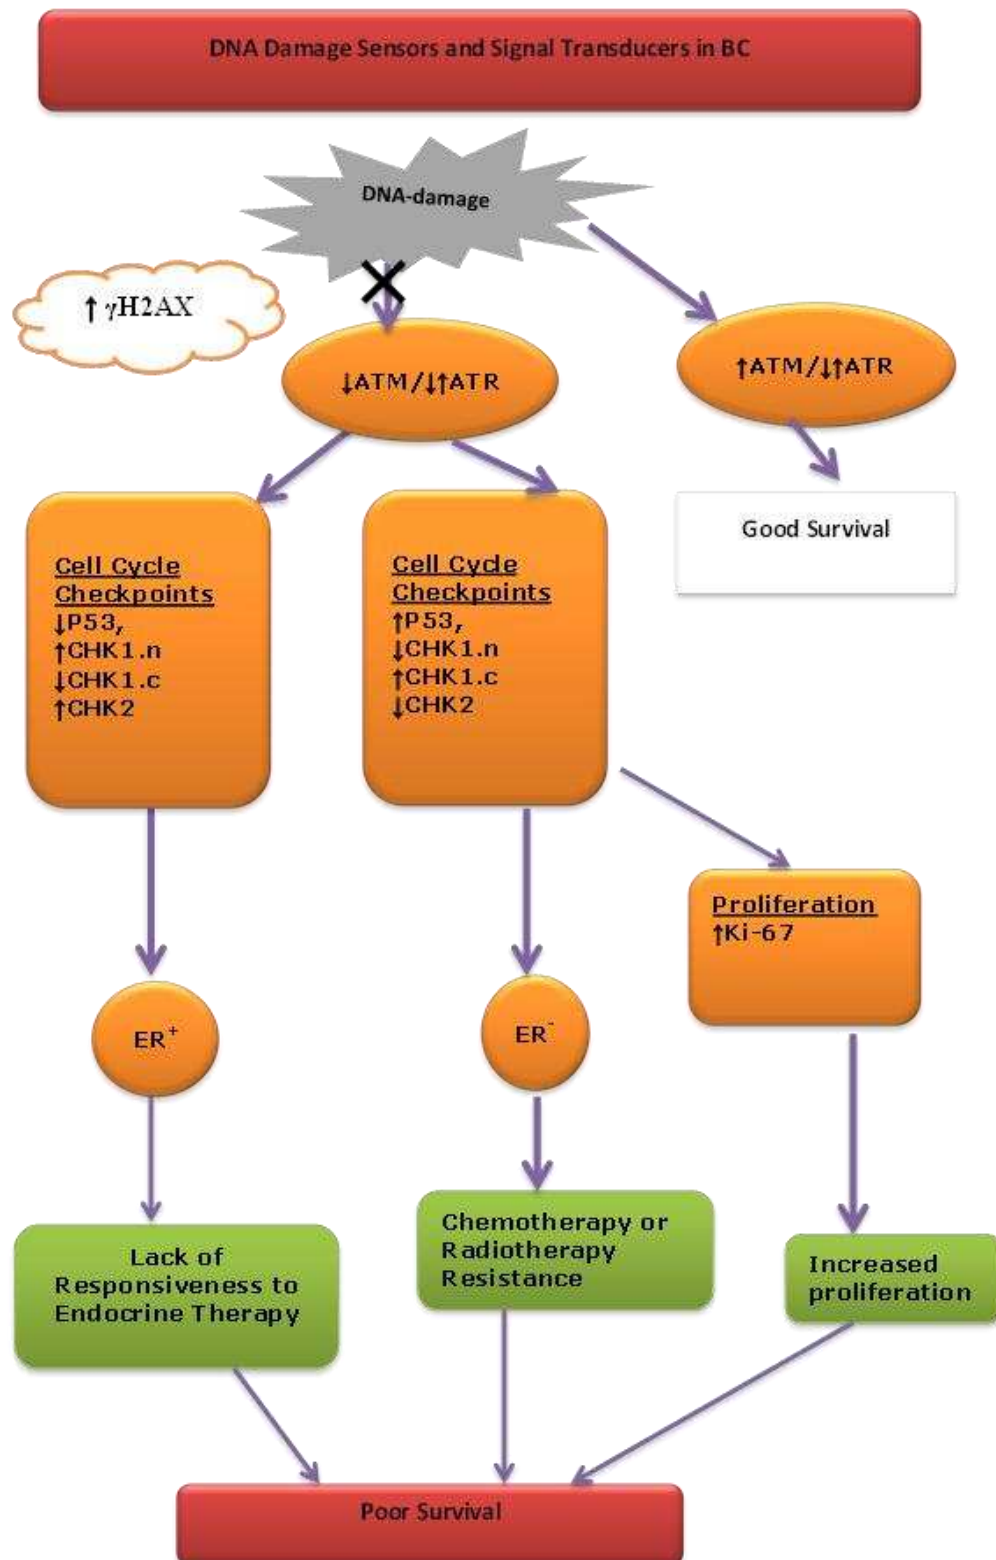 DNA Damage Sensors and Signal Transducers in BC
DNA-damage
↑ γH2AX
↓ATM/↓↑ATR
↑ATM/↓↑ATR
Good Survival
Cell Cycle
Checkpoints
↓P53,
↑CHK1.n
↓CHK1.c
↑CHK2
Cell Cycle
Checkpoints
↑P53,
↓CHK1.n
↑CHK1.c
↓CHK2
Proliferation
↑Ki-67
ER⁺
ER⁻
Lack of
Responsiveness to
Endocrine Therapy
Chemotherapy or
Radiotherapy
Resistance
Increased
proliferation
Poor Survival